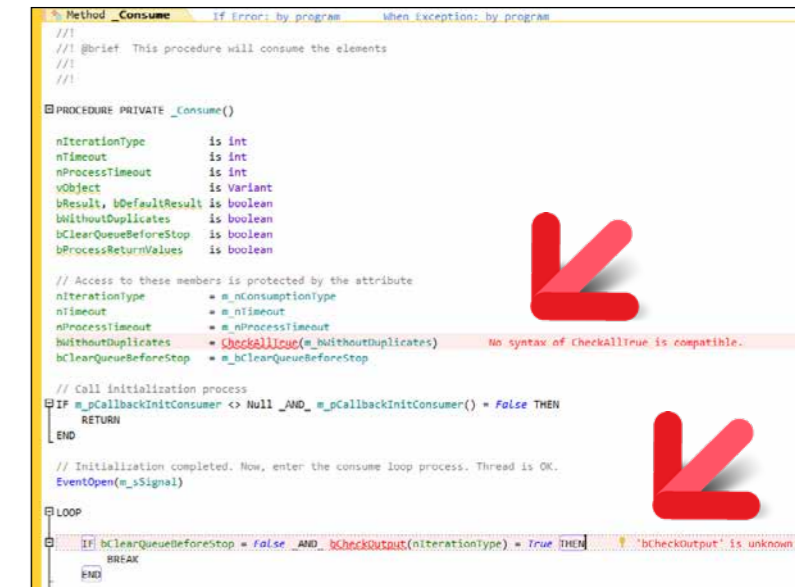 Method _Consume If Error: by program When Exception: by program
//!
//! @brief This procedure will consume the elements
//!
//!
PROCEDURE PRIVATE _Consume()
nIterationType is int
nTimeout is int
nProcessTimeout is int
vObject is Variant
bResult, bDefaultResult is boolean
bWithoutDuplicates is boolean
bClearQueueBeforeStop is boolean
bProcessReturnValues is boolean
// Access to these members is protected by the attribute
nIterationType = m_nConsumptionType
nTimeout = m_nTimeout
nProcessTimeout = m_nProcessTimeout
bWithoutDuplicates = CheckAllTrue(m_bWithoutDuplicates) No syntax of CheckAllTrue is compatible.
bClearQueueBeforeStop = m_bClearQueueBeforeStop
// Call initialization process
IF m_pCallbackInitConsumer <> Null _AND_ m_pCallbackInitConsumer() = False THEN
RETURN
END
// Initialization completed. Now, enter the consume loop process. Thread is OK.
EventOpen(m_sSignal)
LOOP
IF bClearQueueBeforeStop = False _AND_ bCheckOutput(nIterationType) = True THEN 'bCheckOutput' is unknown
BREAK
END